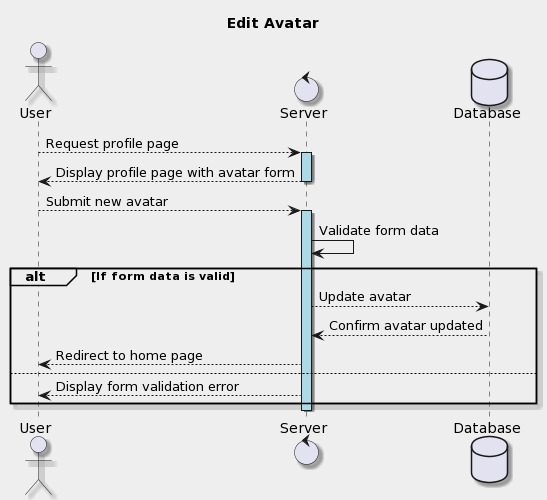 Edit Avatar
User
Server
Database
Request profile page
Display profile page with avatar form
Submit new avatar
Validate form data
alt [If form data is valid]
Update avatar
Confirm avatar updated
Redirect to home page
Display form validation error
User
Server
Database